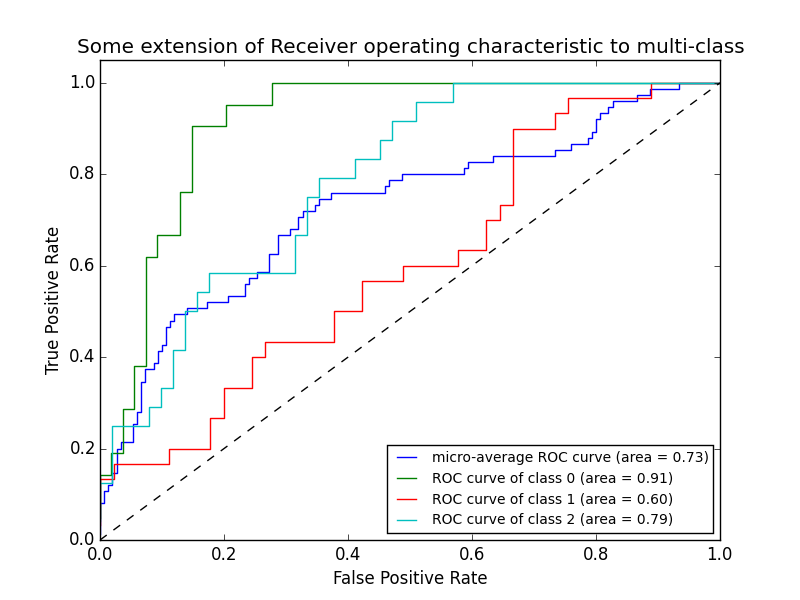 Some extension of Receiver operating characteristic to multi-class
1.0
0.8
0.6
0.4
0.2
0.0
True Positive Rate
micro-average ROC curve (area = 0.73)
ROC curve of class 0 (area = 0.91)
ROC curve of class 1 (area = 0.60)
ROC curve of class 2 (area = 0.79)
0.0 0.2 0.4 0.6 0.8 1.0
False Positive Rate